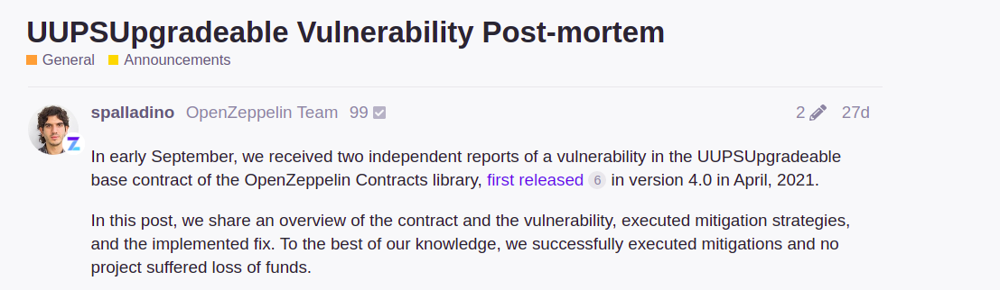 UUPSUpgradeable Vulnerability Post-mortem
General Announcements
spalladino OpenZeppelin Team 99 2 27d
In early September, we received two independent reports of a vulnerability in the UUPSUpgradeable
base contract of the OpenZeppelin Contracts library, first released 6 in version 4.0 in April, 2021.
In this post, we share an overview of the contract and the vulnerability, executed mitigation strategies,
and the implemented fix. To the best of our knowledge, we successfully executed mitigations and no
project suffered loss of funds.